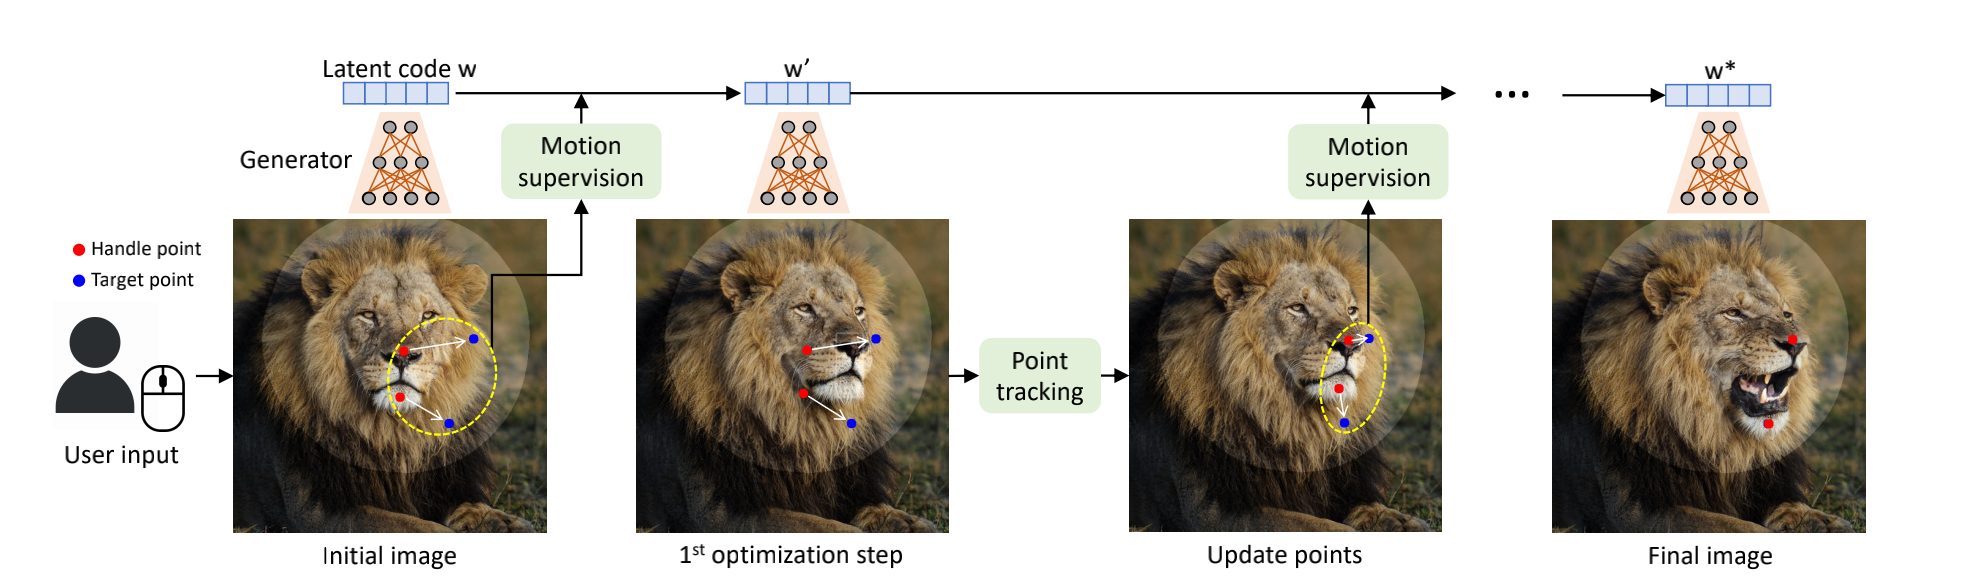 Latent code w
w’
w*
Generator
Motion
supervision
Motion
supervision
Handle point
Target point
Point
tracking
User input
Initial image
1st optimization step
Update points
Final image